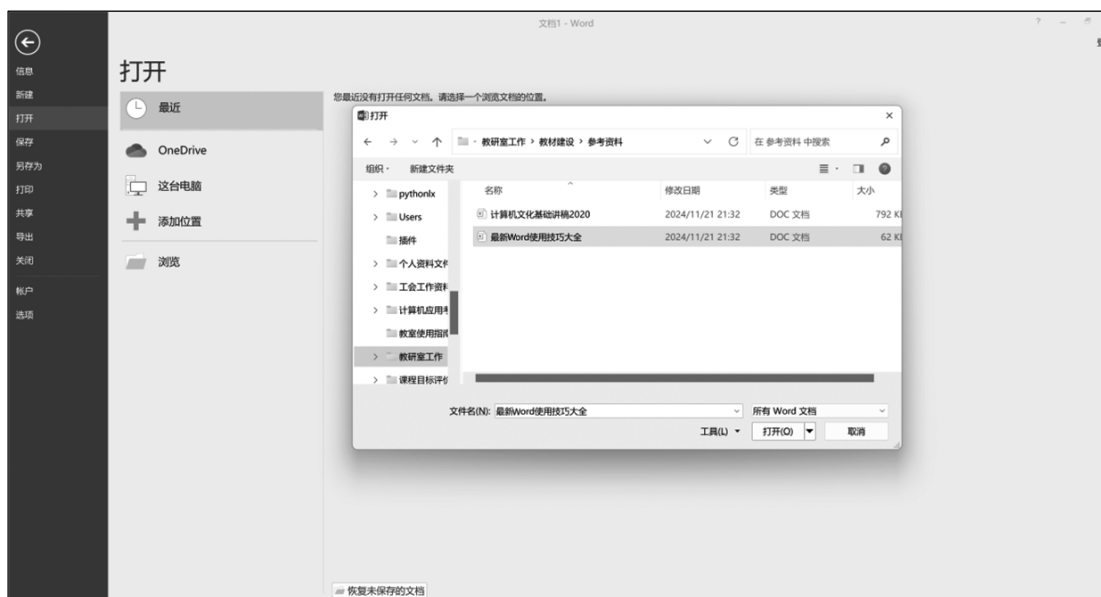 文档1 - Word
? – 
信息
新建
打开
保存
另存为
打印
共享
导出
关闭
帐户
选项
打开
最近
OneDrive
这台电脑
添加位置
浏览
您最近没有打开任何文档。请选择一个浏览文档的位置。
打开
教研室工作 › 教材建设 › 参考资料
在 参考资料 中搜索
组织 新建文件夹
pythonlx
Users
插件
个人资料文件
工会工作资料
计算机应用
教室使用指南
教研室工作
课程目标评价
名称 修改日期 类型 大小
计算机文化基础讲稿2020 2024/11/21 21:32 DOC 文档 792 K
最新Word使用技巧大全 2024/11/21 21:32 DOC 文档 62 K
文件名(N): 最新Word使用技巧大全 所有 Word 文档
工具(L) 打开(O) 取消
恢复未保存的文档